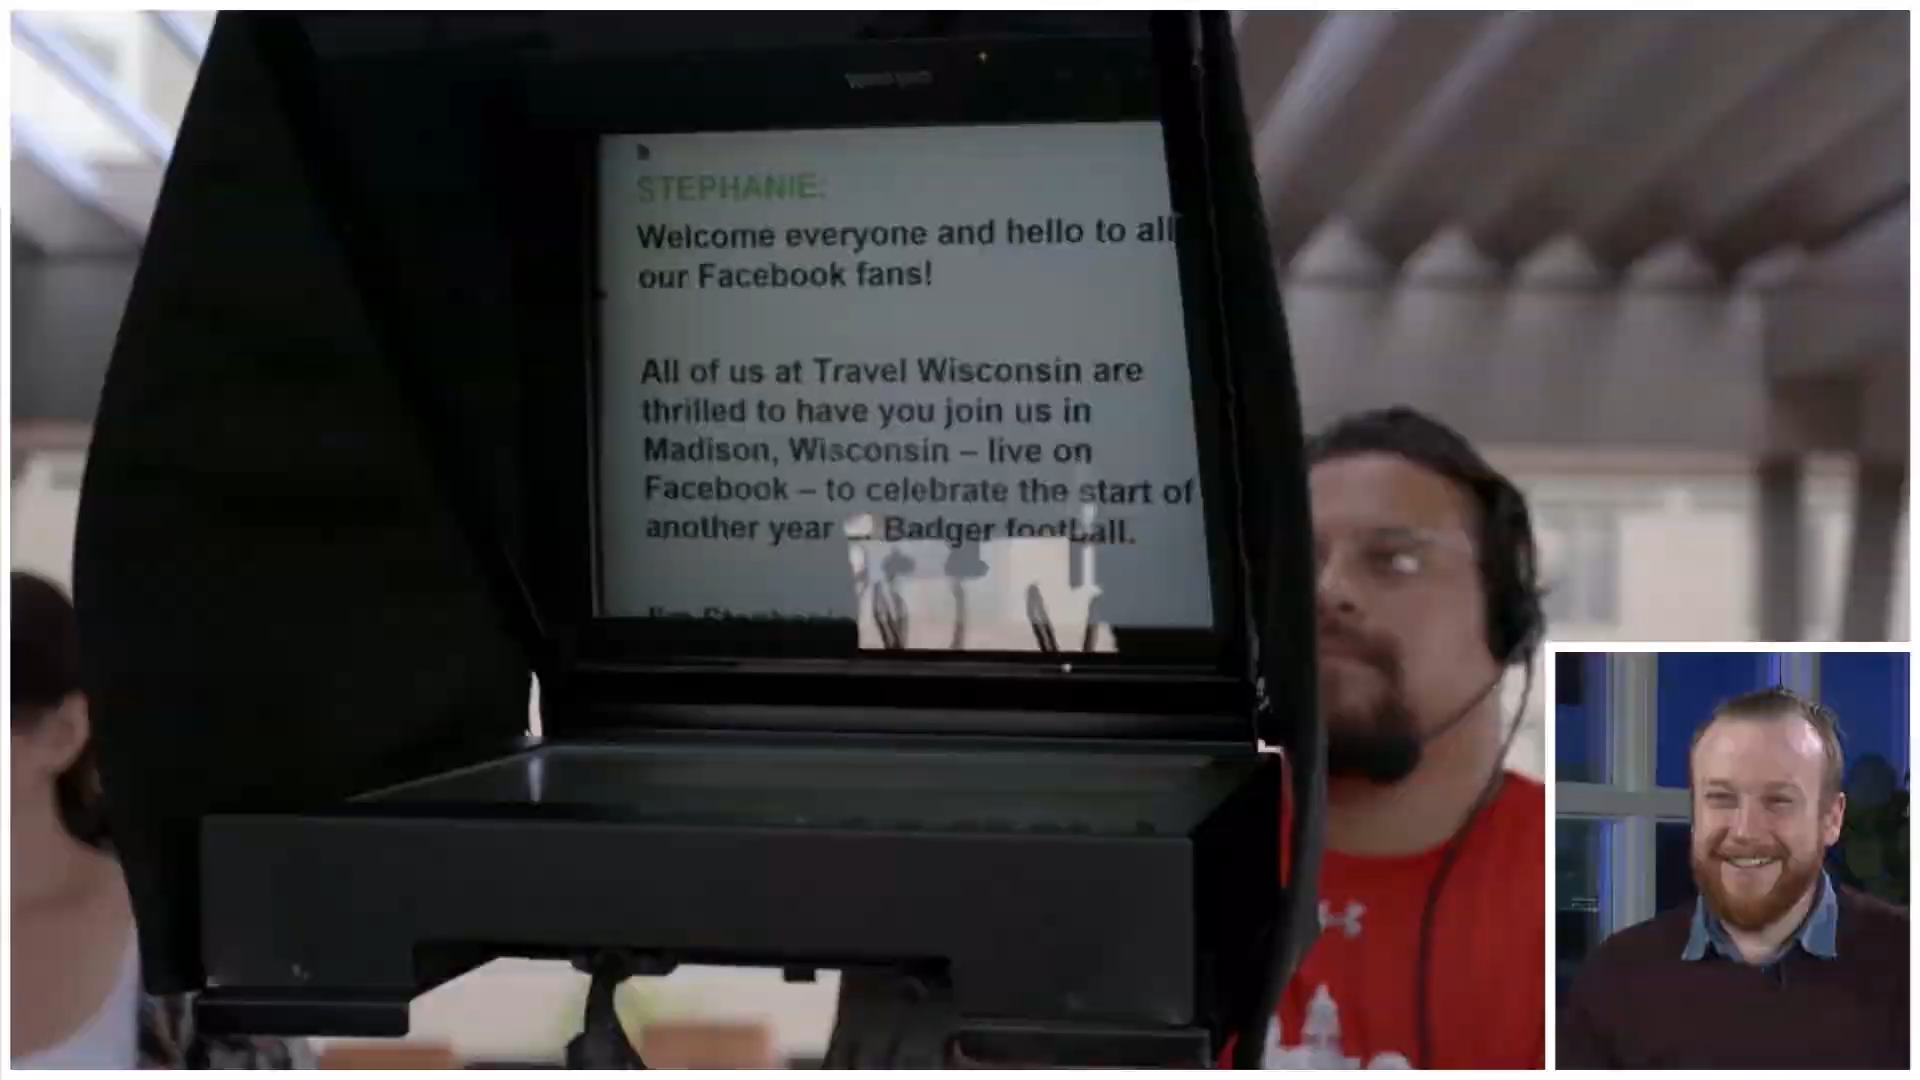 STEPHANIE:
Welcome everyone and hello to all
our Facebook fans!
All of us at Travel Wisconsin are
thrilled to have you join us in
Madison, Wisconsin – live on
Facebook – to celebrate the start of
another year Badger football.